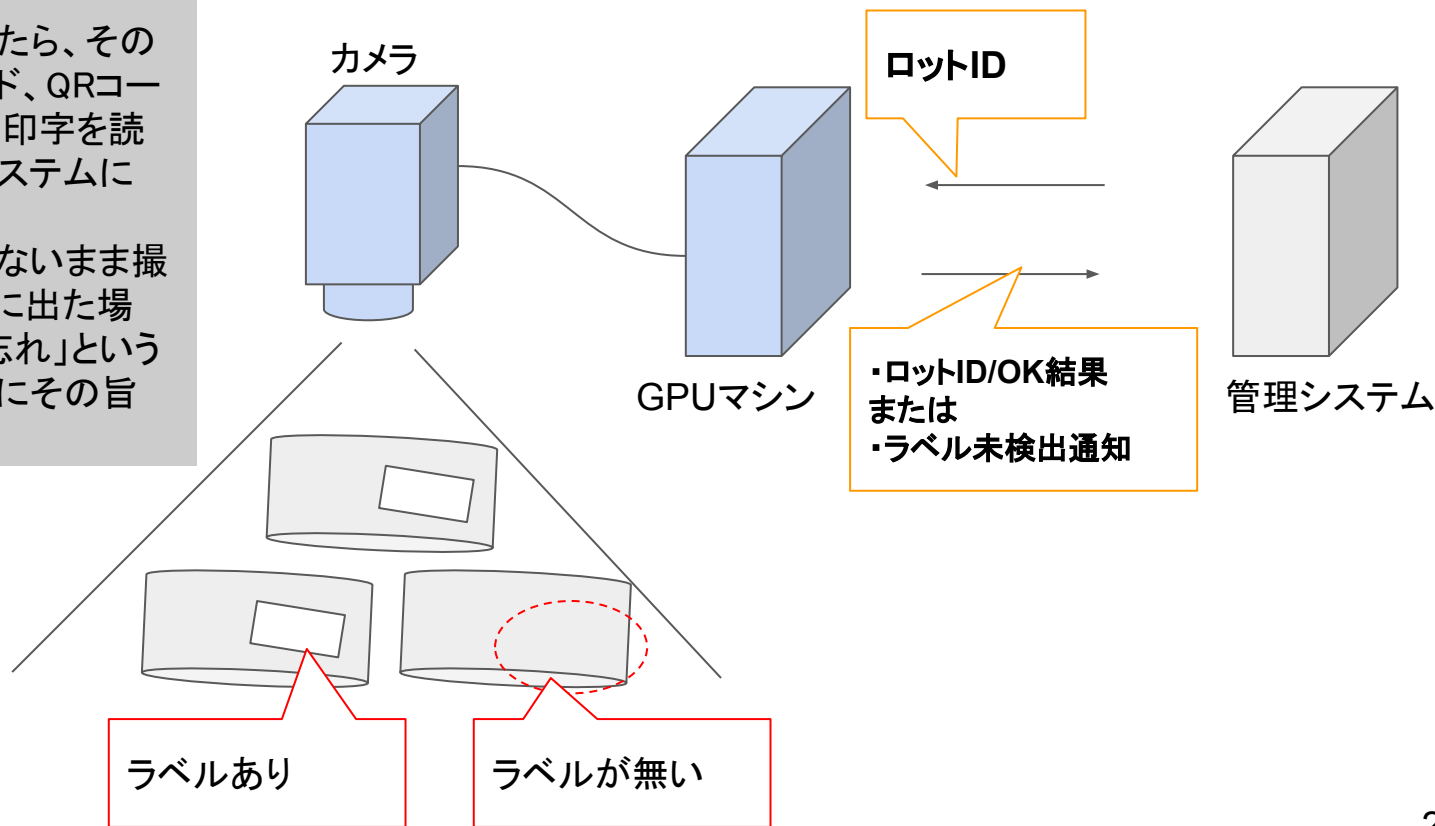 たら、その
ド、QRコー
印字を読
ステムに
ないまま撮
に出た場
忘れ」という
にその旨
カメラ
ロットID
GPUマシン
・ロットID/OK結果
または
・ラベル未検出通知
管理システム
ラベルあり
ラベルが無い